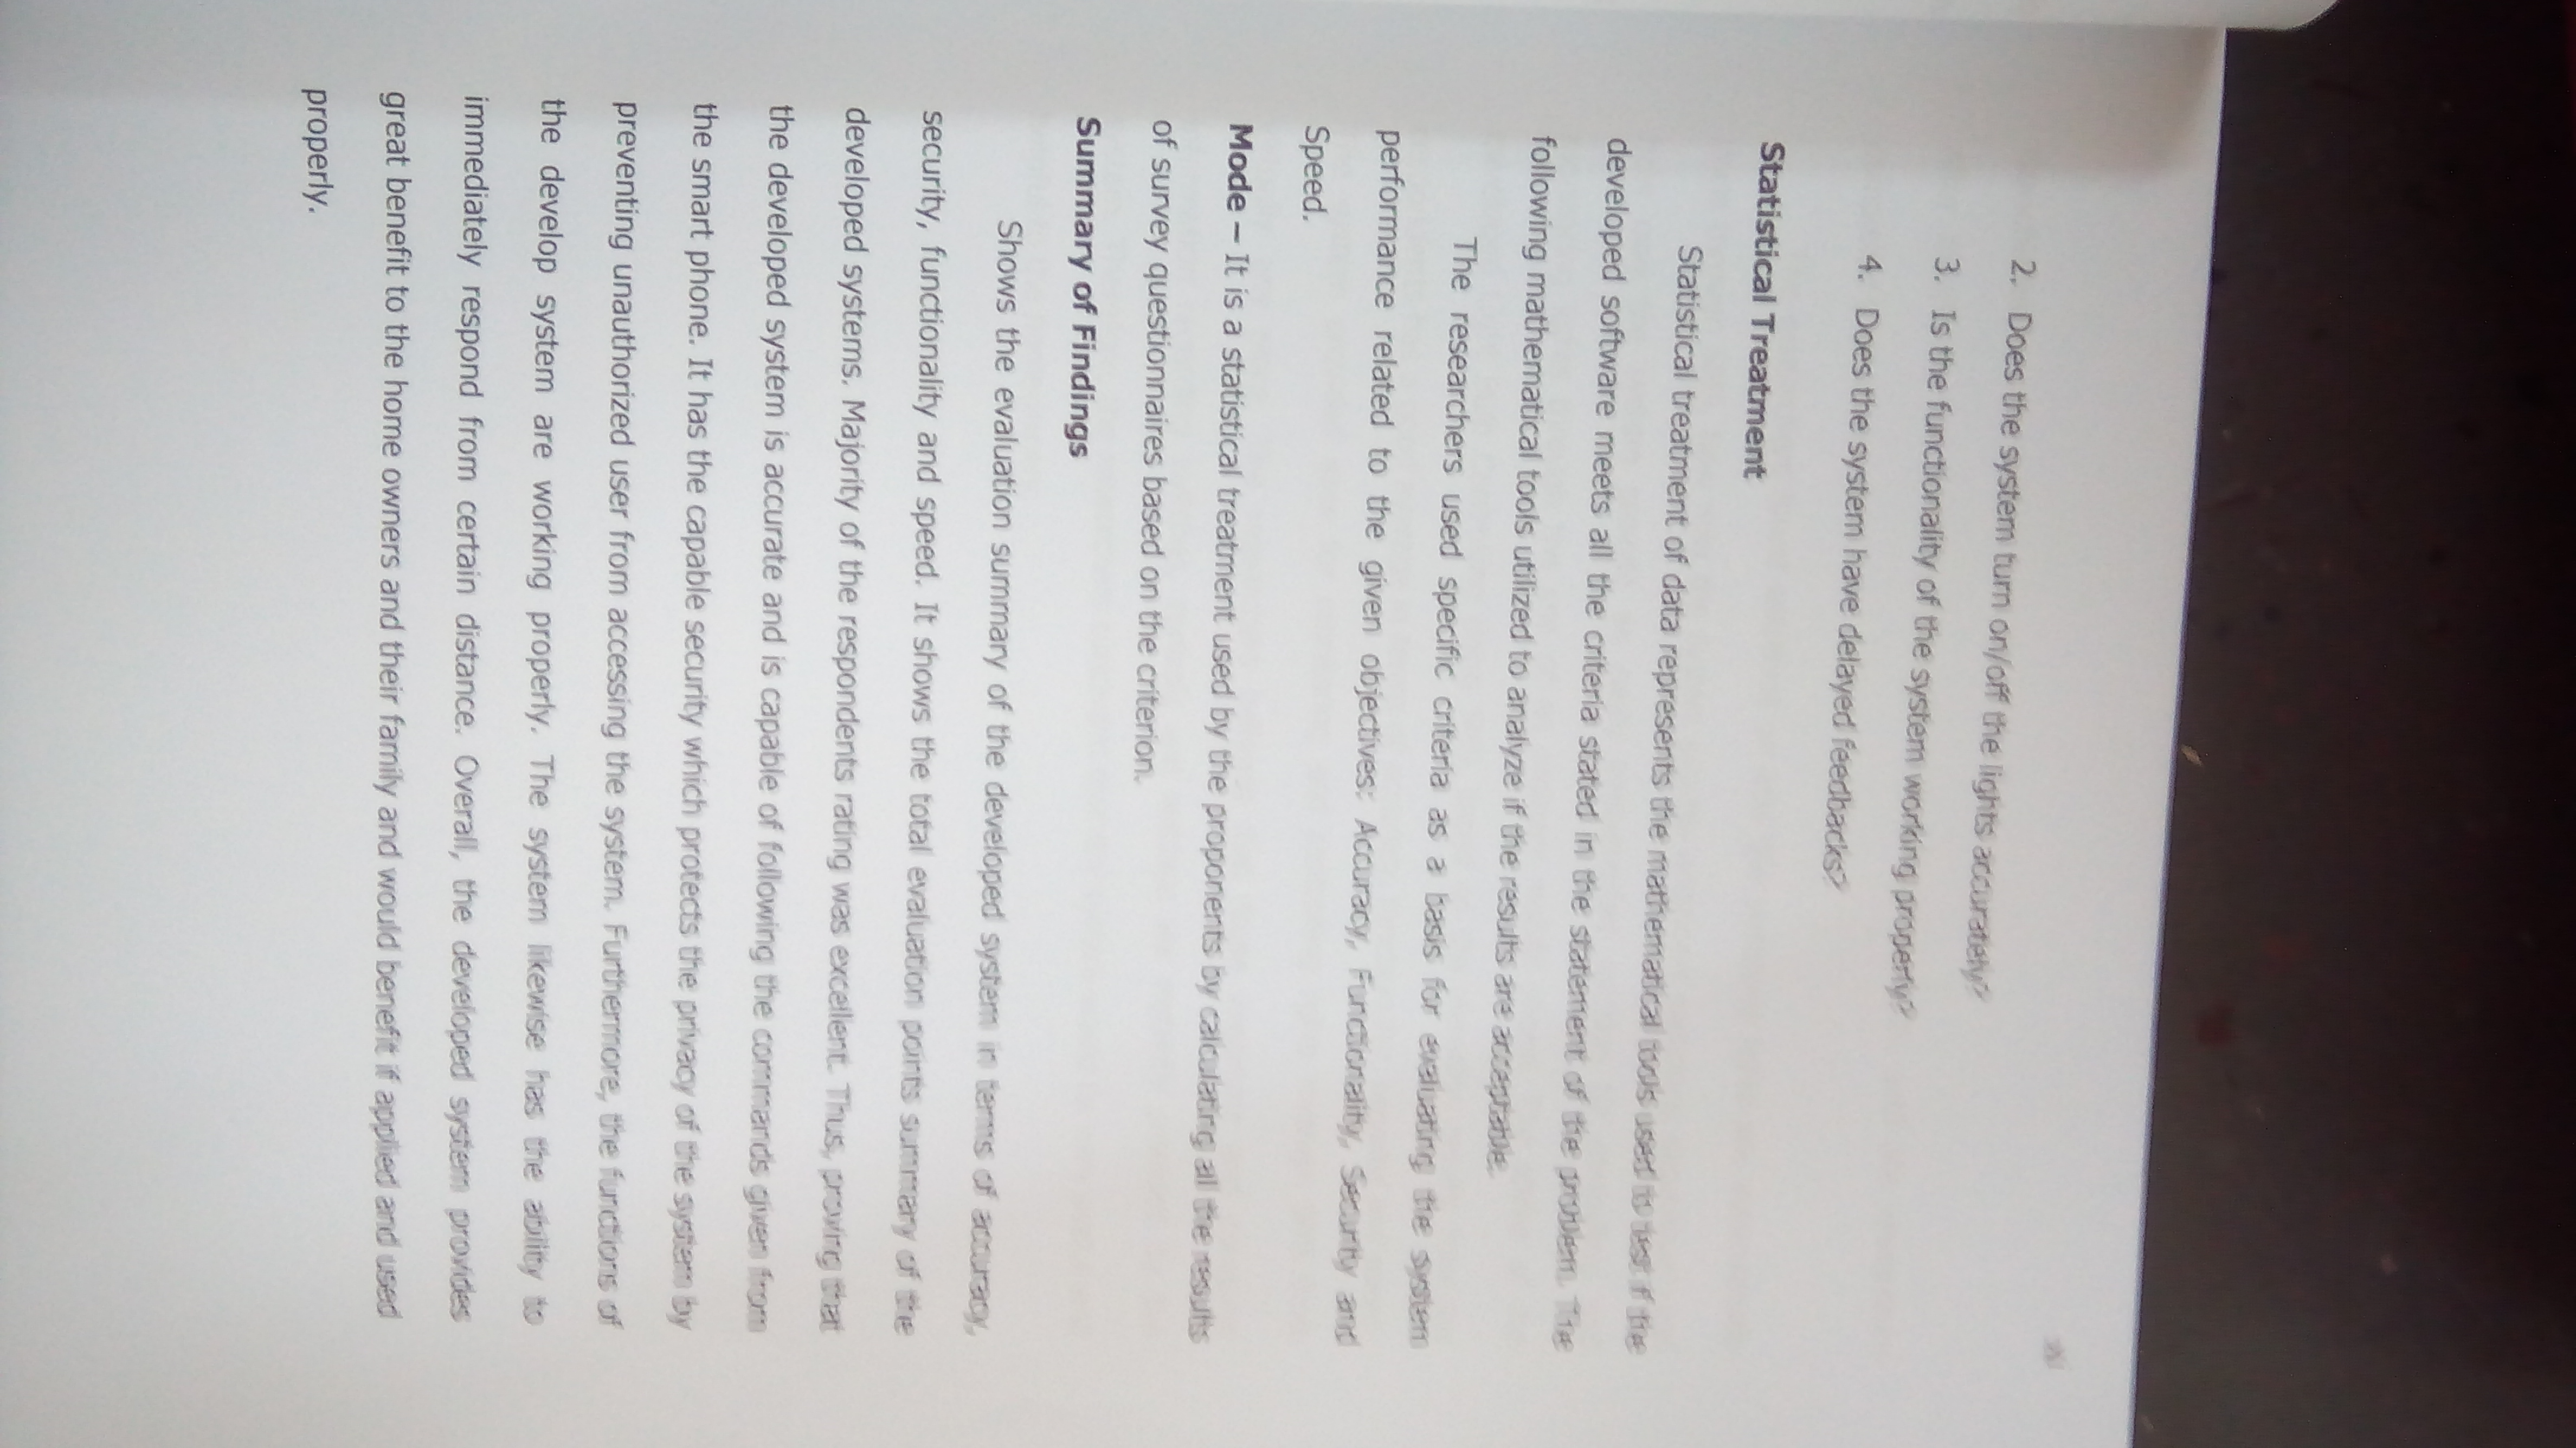 2. Does the system turn on/off the lights accurately?
3. Is the functionality of the system working properly?
4. Does the system have delayed feedbacks?
Statistical Treatment
Statistical treatment of data represents the mathematical tools used to test if the
developed software meets all the criteria stated in the statement of the problem. The
following mathematical tools utilized to analyze if the results are acceptable.
The researchers used specific criteria as a basis for evaluating the system
performance related to the given objectives: Accuracy, Functionality, Security and
Speed.
Mode – It is a statistical treatment used by the proponents by calculating all the results
of survey questionnaires based on the criterion.
Summary of Findings
Shows the evaluation summary of the developed system in terms of accuracy,
security, functionality and speed. It shows the total evaluation points summary of the
developed systems. Majority of the respondents rating was excellent. Thus, proving that
the developed system is accurate and is capable of following the commands given from
the smart phone. It has the capable security which protects the privacy of the system by
preventing unauthorized user from accessing the system. Furthermore, the functions of
the develop system are working properly. The system likewise has the ability to
immediately respond from certain distance. Overall, the developed system provides
great benefit to the home owners and their family and would benefit if applied and used
properly.